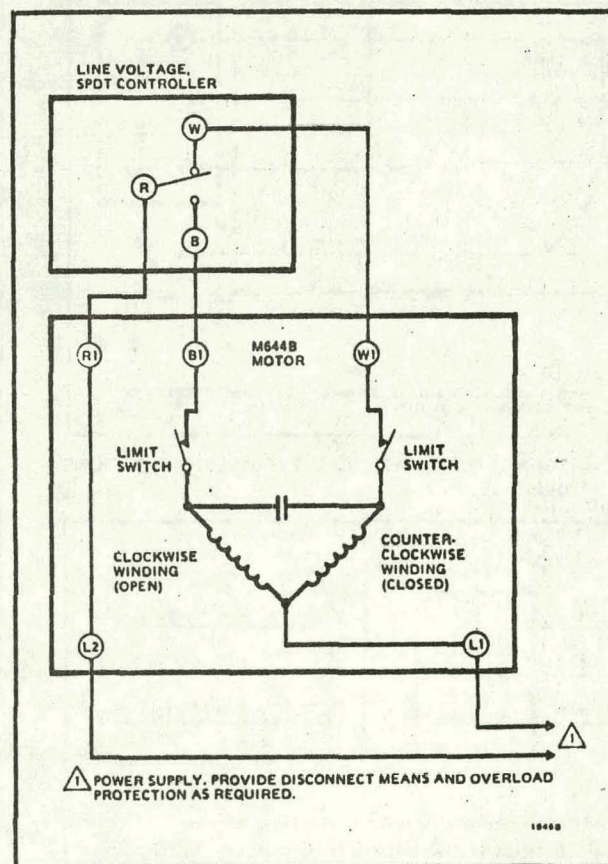 LINE VOLTAGE,
SPDT CONTROLLER
W
R
B
R1
B1
M644B
MOTOR
W1
LIMIT
SWITCH
LIMIT
SWITCH
CLOCKWISE
WINDING
(OPEN)
COUNTER-
CLOCKWISE
WINDING
(CLOSED)
L2
L1
1
1 POWER SUPPLY. PROVIDE DISCONNECT MEANS AND OVERLOAD
PROTECTION AS REQUIRED.